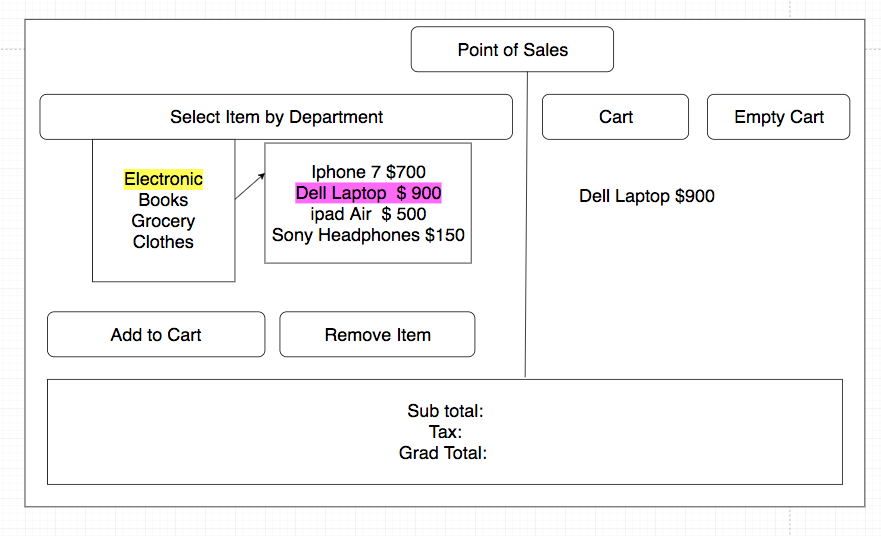 Point of Sales
Select Item by Department
Cart
Empty Cart
Electronic
Books
Grocery
Clothes
Iphone 7 $700
Dell Laptop $ 900
ipad Air $ 500
Sony Headphones $150
Dell Laptop $900
Add to Cart
Remove Item
Sub total:
Tax:
Grad Total: